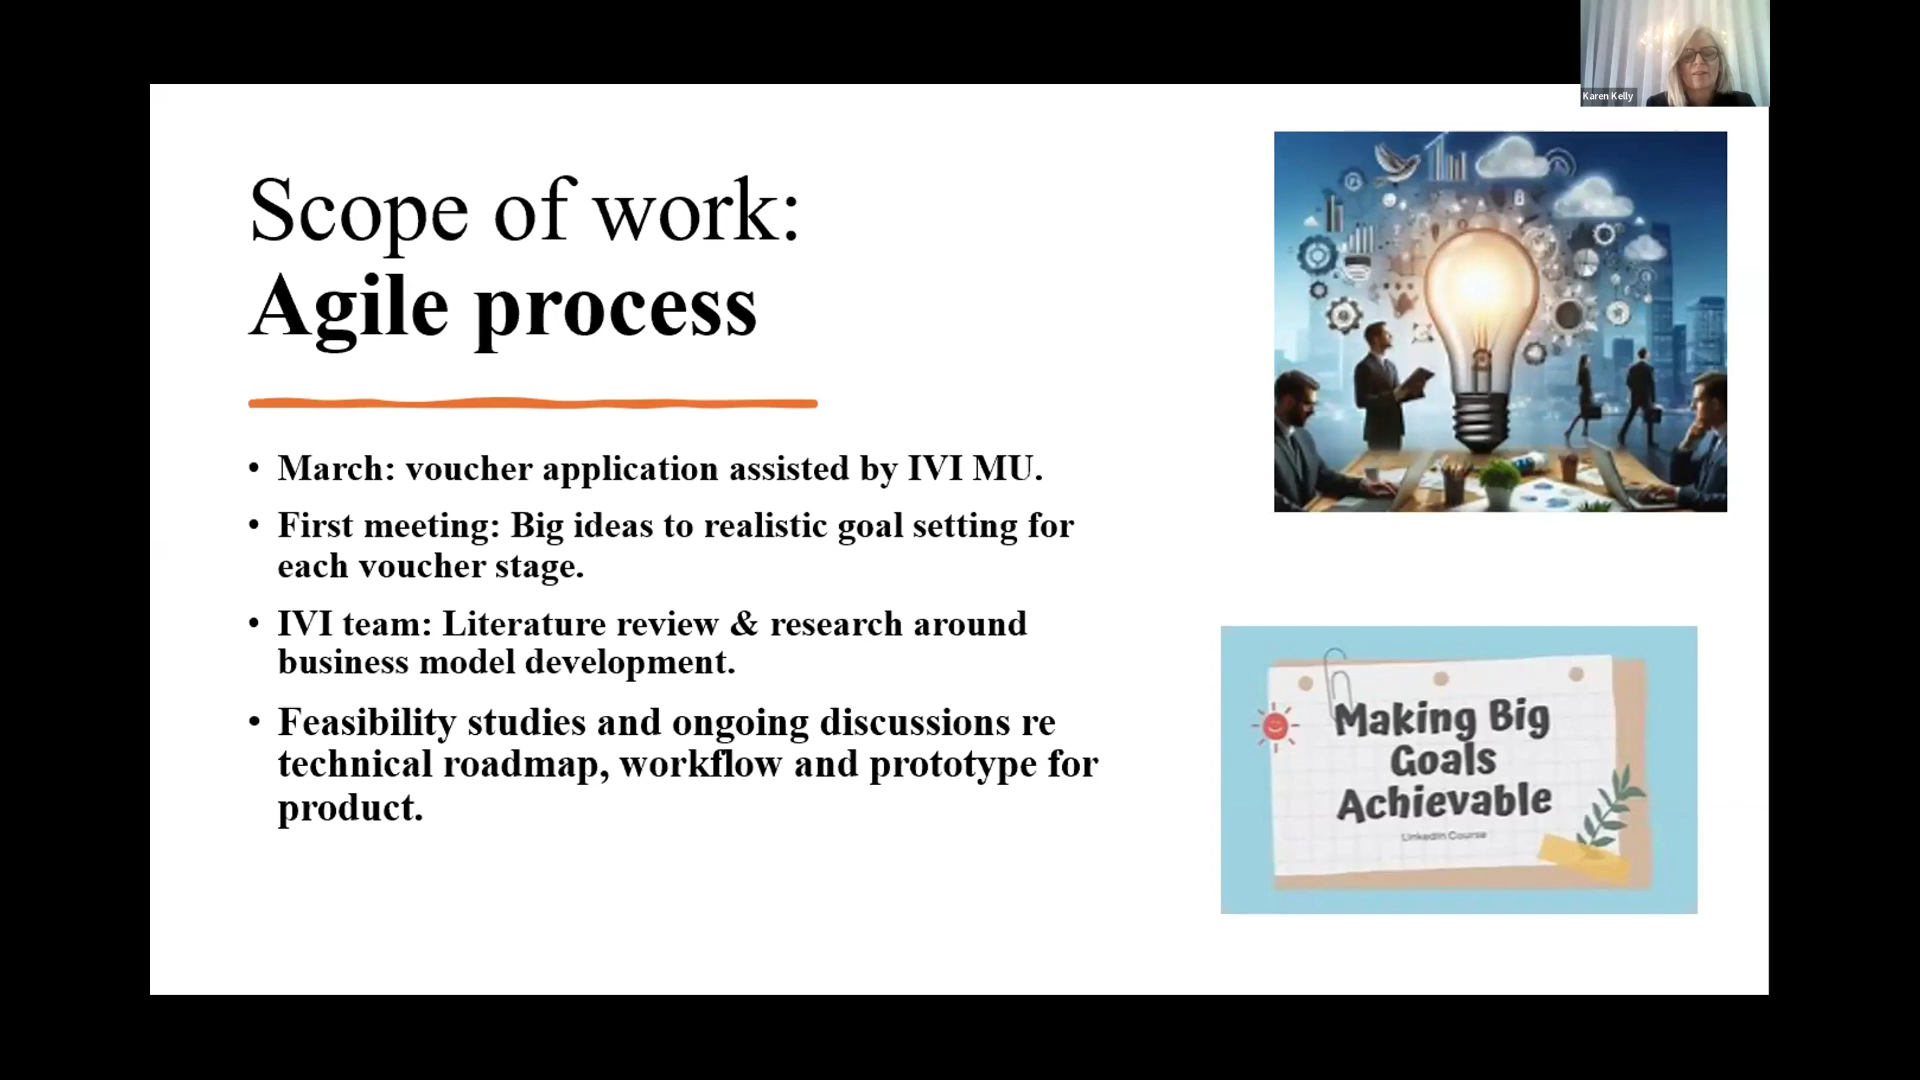 Karen Kelly
Scope of work:
Agile process
• March: voucher application assisted by IVI MU.
• First meeting: Big ideas to realistic goal setting for
each voucher stage.
• IVI team: Literature review & research around
business model development.
• Feasibility studies and ongoing discussions re
technical roadmap, workflow and prototype for
product.
Making Big
Goals
Achievable
LinkedIn Course